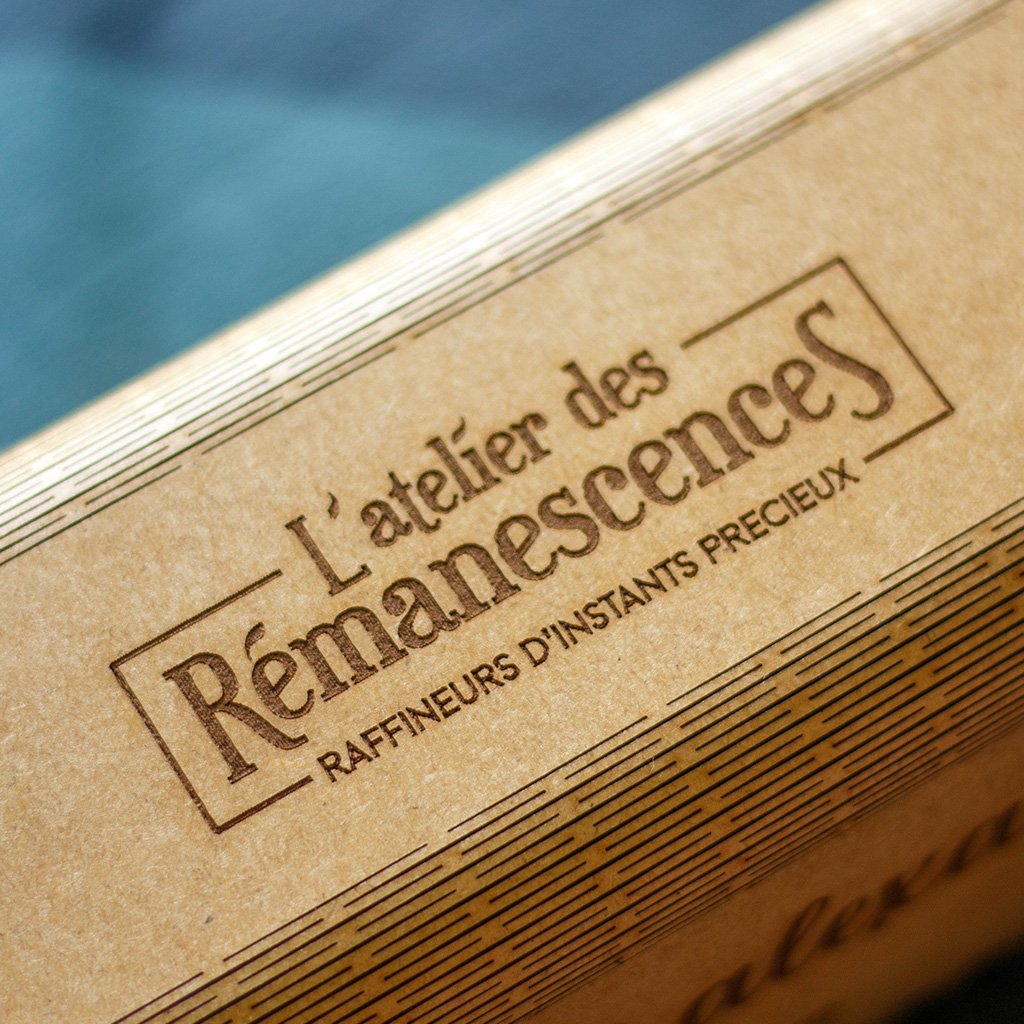 L'atelier des
RémanescenceS
RAFFINEURS D'INSTANTS PRECIEUX